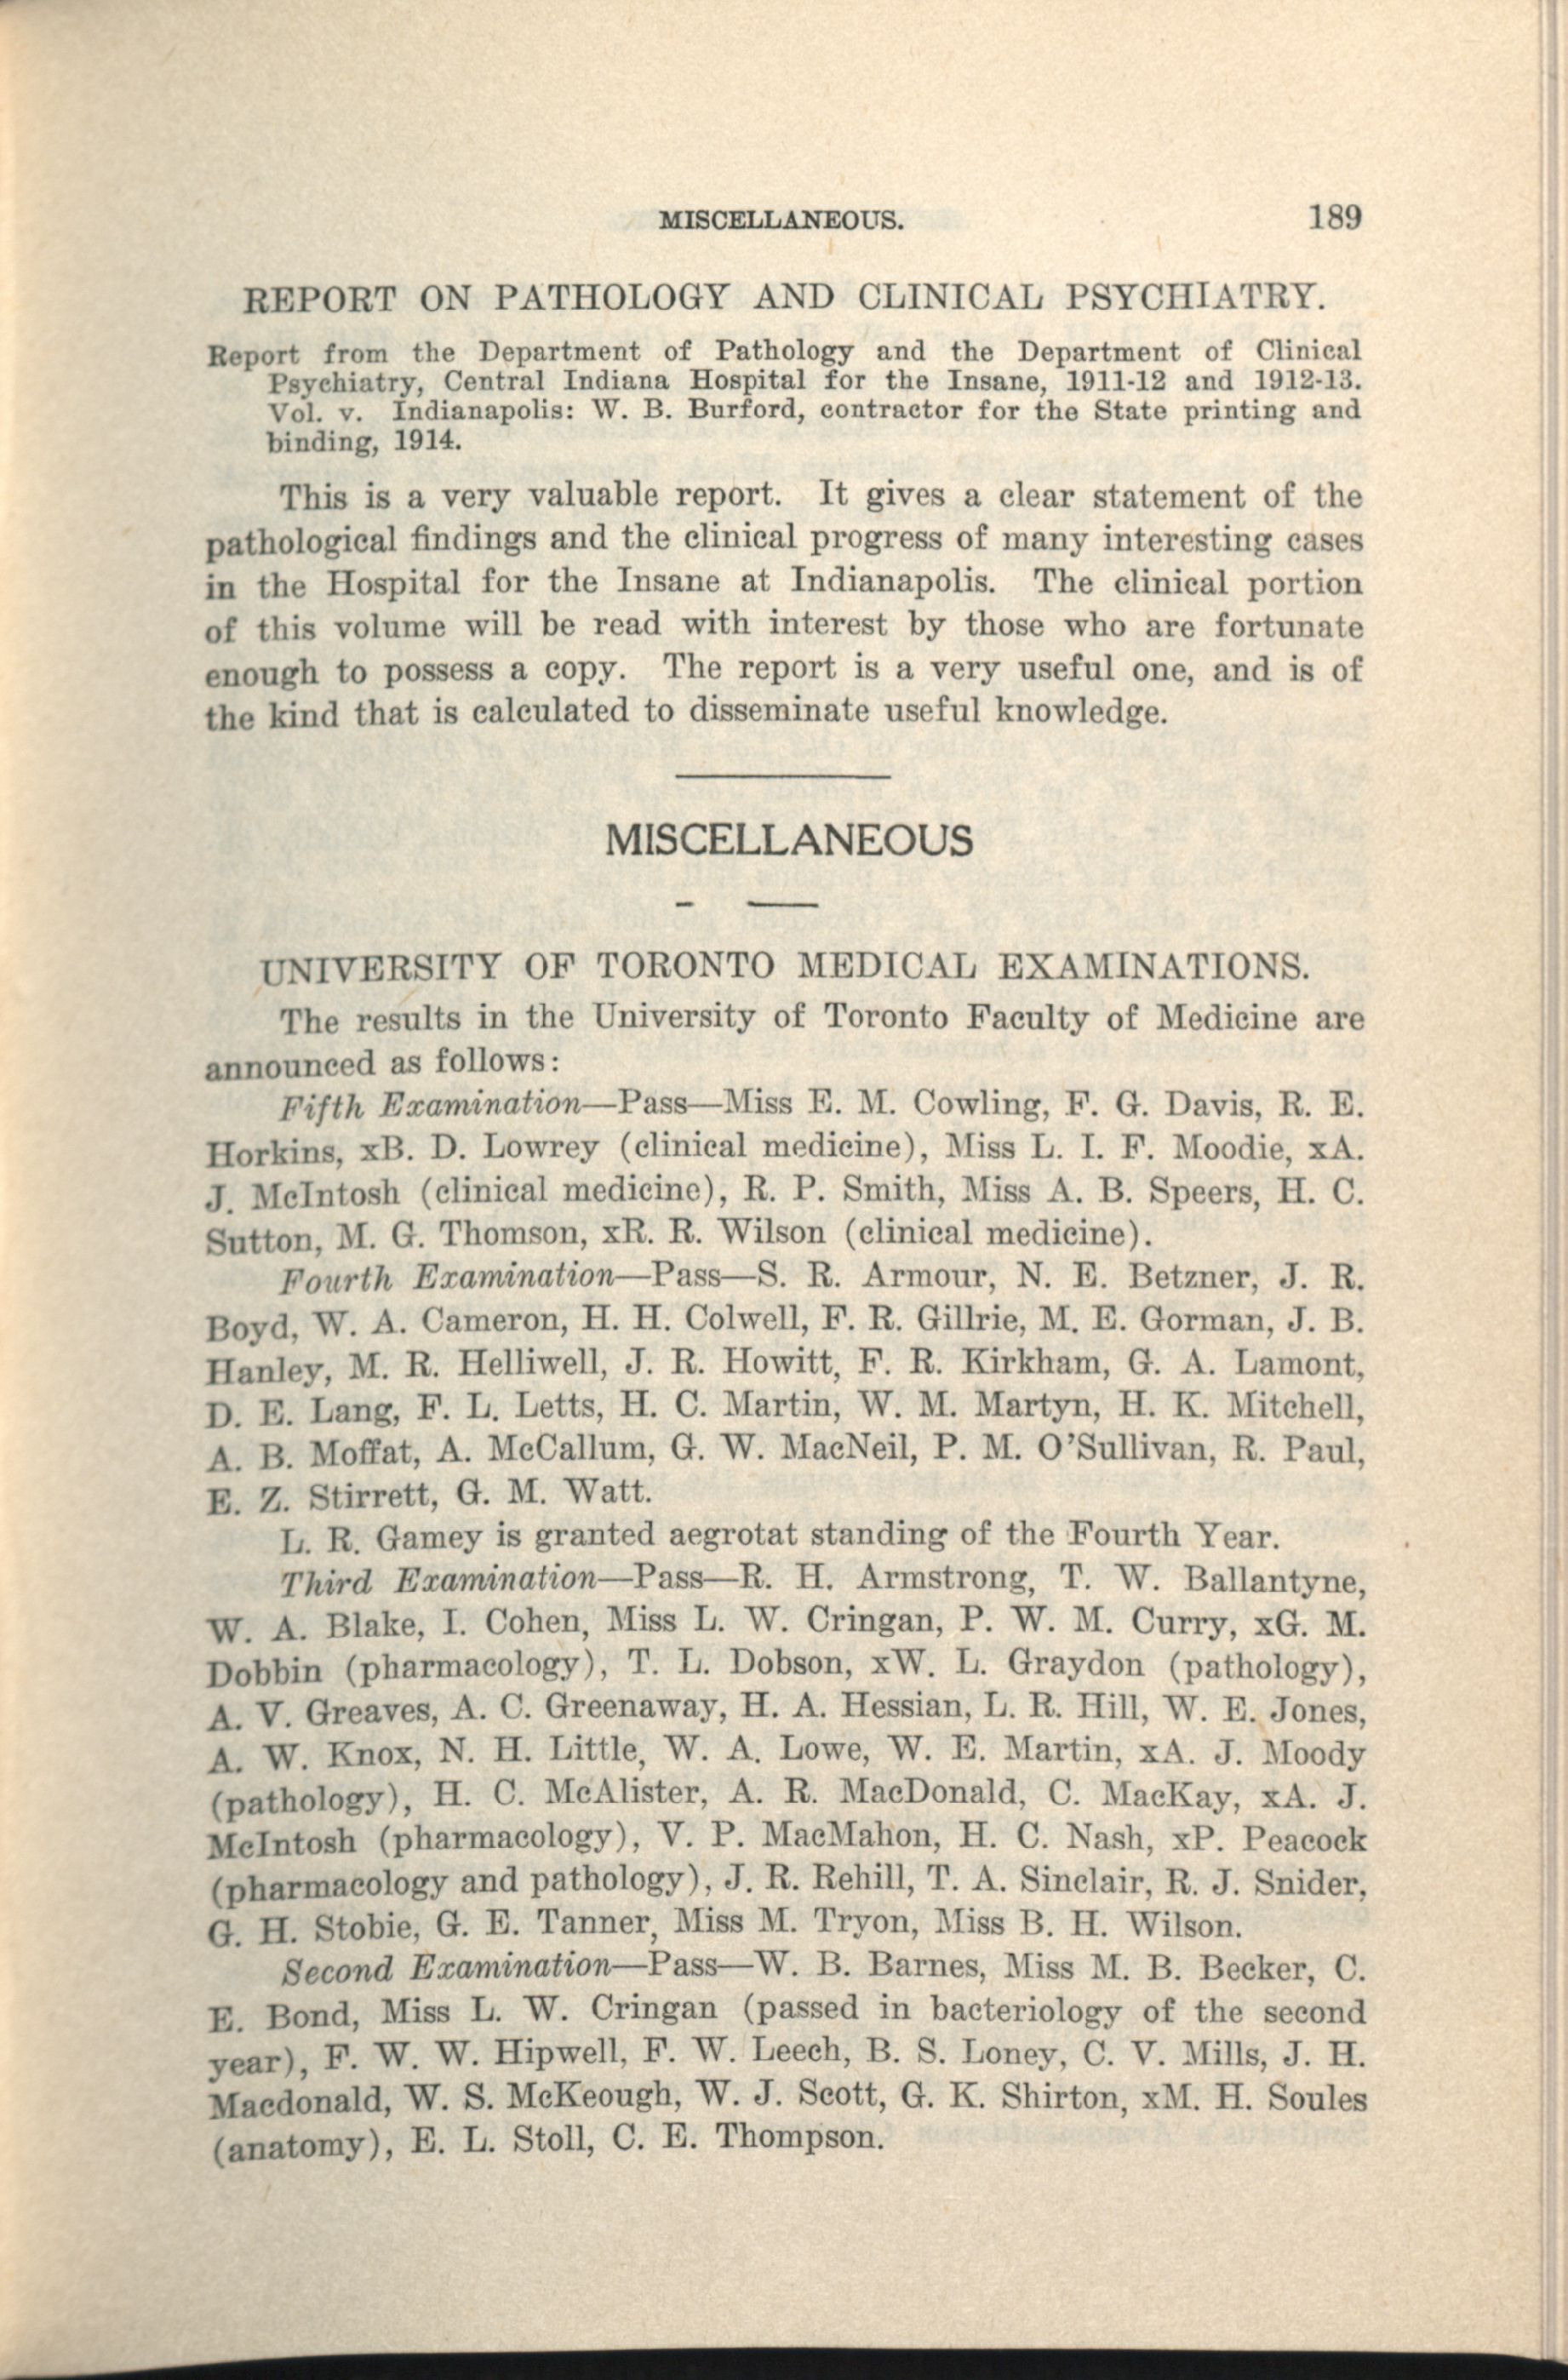 MISCELLANEOUS. 189
REPORT ON PATHOLOGY AND CLINICAL PSYCHIATRY.
Report from the Department of Pathology and the Department of Clinical
Psychiatry, Central Indiana Hospital for the Insane, 1911-12 and 1912-13.
Vol. v. Indianapolis: W. B. Burford, contractor for the State printing and
binding, 1914.
This is a very valuable report. It gives a clear statement of the
pathological findings and the clinical progress of many interesting cases
in the Hospital for the Insane at Indianapolis. The clinical portion
of this volume will be read with interest by those who are fortunate
enough to possess a copy. The report is a very useful one, and is of
the kind that is calculated to disseminate useful knowledge.
MISCELLANEOUS
UNIVERSITY OF TORONTO MEDICAL EXAMINATIONS.
The results in the University of Toronto Faculty of Medicine are
announced as follows:
Fifth Examination—Pass—Miss E. M. Cowling, F. G. Davis, R. E.
Horkins, xB. D. Lowrey (clinical medicine), Miss L. I. F. Moodie, xA.
J. McIntosh (clinical medicine), R. P. Smith, Miss A. B. Speers, H. C.
Sutton, M. G. Thomson, xR. R. Wilson (clinical medicine).
Fourth Examination—Pass—S. R. Armour, N. E. Betzner, J. R.
Boyd, W. A. Cameron, H. H. Colwell, F. R. Gillrie, M. E. Gorman, J. B.
Hanley, M. R. Helliwell, J. R. Howitt, F. R. Kirkham, G. A. Lamont,
D. E. Lang, F. L. Letts, H. C. Martin, W. M. Martyn, H. K. Mitchell,
A. B. Moffat, A. McCallum, G. W. MacNeil, P. M. O'Sullivan, R. Paul,
E. Z. Stirrett, G. M. Watt.
L. R. Gamey is granted aegrotat standing of the Fourth Year.
Third Examination—Pass—R. H. Armstrong, T. W. Ballantyne,
W. A. Blake, I. Cohen, Miss L. W. Cringan, P. W. M. Curry, xG. M.
Dobbin (pharmacology), T. L. Dobson, xW. L. Graydon (pathology),
A. V. Greaves, A. C. Greenaway, H. A. Hessian, L. R. Hill, W. E. Jones,
A. W. Knox, N. H. Little, W. A. Lowe, W. E. Martin, xA. J. Moody
(pathology), H. C. McAlister, A. R. MacDonald, C. MacKay, xA. J.
McIntosh (pharmacology), V. P. MacMahon, H. C. Nash, xP. Peacock
(pharmacology and pathology), J. R. Rehill, T. A. Sinclair, R. J. Snider,
G. H. Stobie, G. E. Tanner, Miss M. Tryon, Miss B. H. Wilson.
Second Examination—Pass—W. B. Barnes, Miss M. B. Becker, C.
E. Bond, Miss L. W. Cringan (passed in bacteriology of the second
year), F. W. W. Hipwell, F. W. Leech, B. S. Loney, C. V. Mills, J. H.
Macdonald, W. S. McKeough, W. J. Scott, G. K. Shirton, xM. H. Soules
(anatomy), E. L. Stoll, C. E. Thompson.